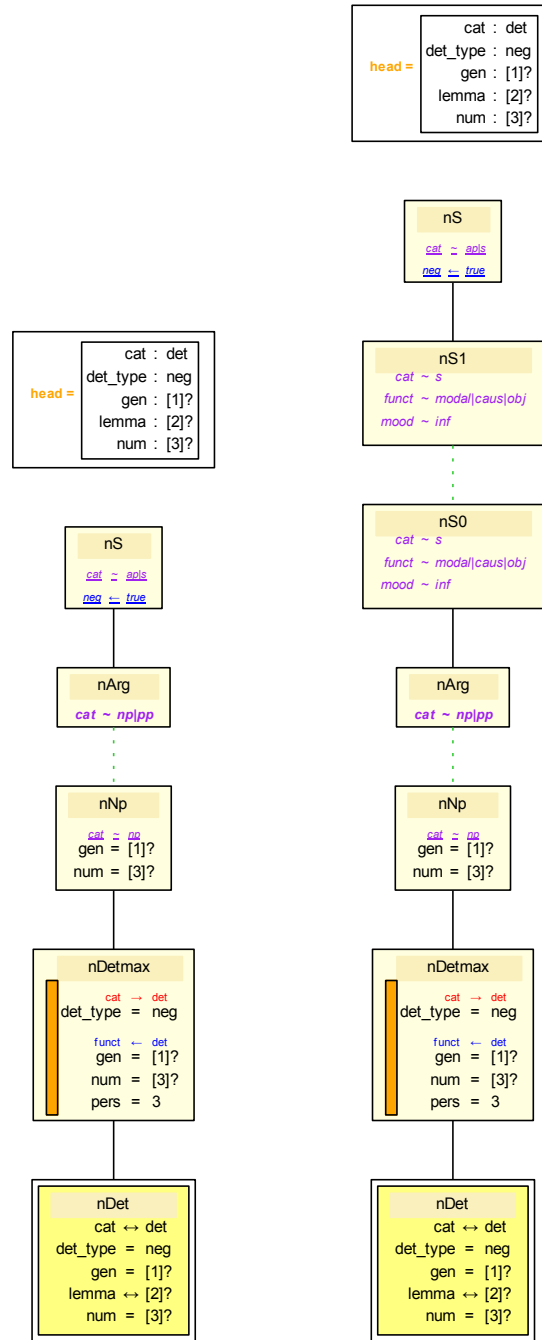 head =
cat : det
det_type : neg
gen : [1]?
lemma : [2]?
num : [3]?
nS
cat ~ ap|s
neg ← true
nArg
cat ~ np|pp
nNp
cat ~ np
gen = [1]?
num = [3]?
nDetmax
cat → det
det_type = neg
funct ← det
gen = [1]?
num = [3]?
pers = 3
nDet
cat ↔ det
det_type = neg
gen = [1]?
lemma ↔ [2]?
num = [3]?
head =
cat : det
det_type : neg
gen : [1]?
lemma : [2]?
num : [3]?
nS
cat ~ ap|s
neg ← true
nS1
cat ~ s
funct ~ modal|caus|obj
mood ~ inf
nS0
cat ~ s
funct ~ modal|caus|obj
mood ~ inf
nArg
cat ~ np|pp
nNp
cat ~ np
gen = [1]?
num = [3]?
nDetmax
cat → det
det_type = neg
funct ← det
gen = [1]?
num = [3]?
pers = 3
nDet
cat ↔ det
det_type = neg
gen = [1]?
lemma ↔ [2]?
num = [3]?